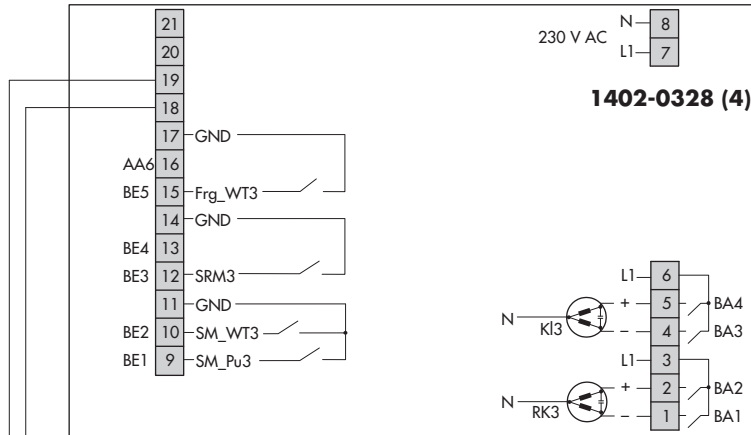 21
20
19
18
17 GND
AA6 16
BE5 15 Frg_WT3
14 GND
BE4 13
BE3 12 SRM3
11 GND
BE2 10 SM_WT3
BE1 9 SM_Pu3
230 V AC
N 8
L1 7
1402-0328 (4)
L1 6
+ 5 BA4
N Kl3 − 4 BA3
L1 3
+ 2 BA2
N RK3 − 1 BA1